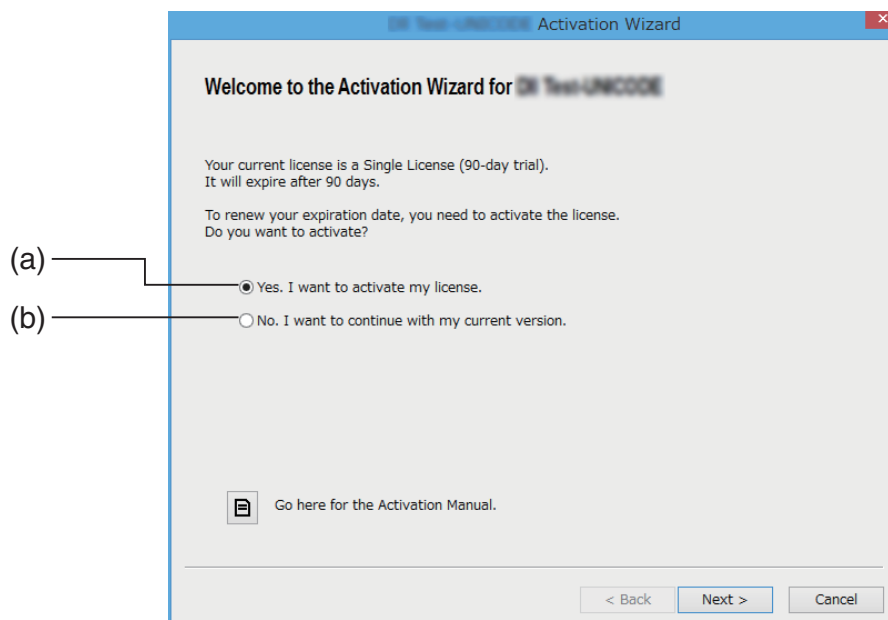 Activation Wizard
Welcome to the Activation Wizard for
Your current license is a Single License (90-day trial).
It will expire after 90 days.
To renew your expiration date, you need to activate the license.
Do you want to activate?
(a)
Yes. I want to activate my license.
(b)
No. I want to continue with my current version.
Go here for the Activation Manual.
< Back
Next >
Cancel